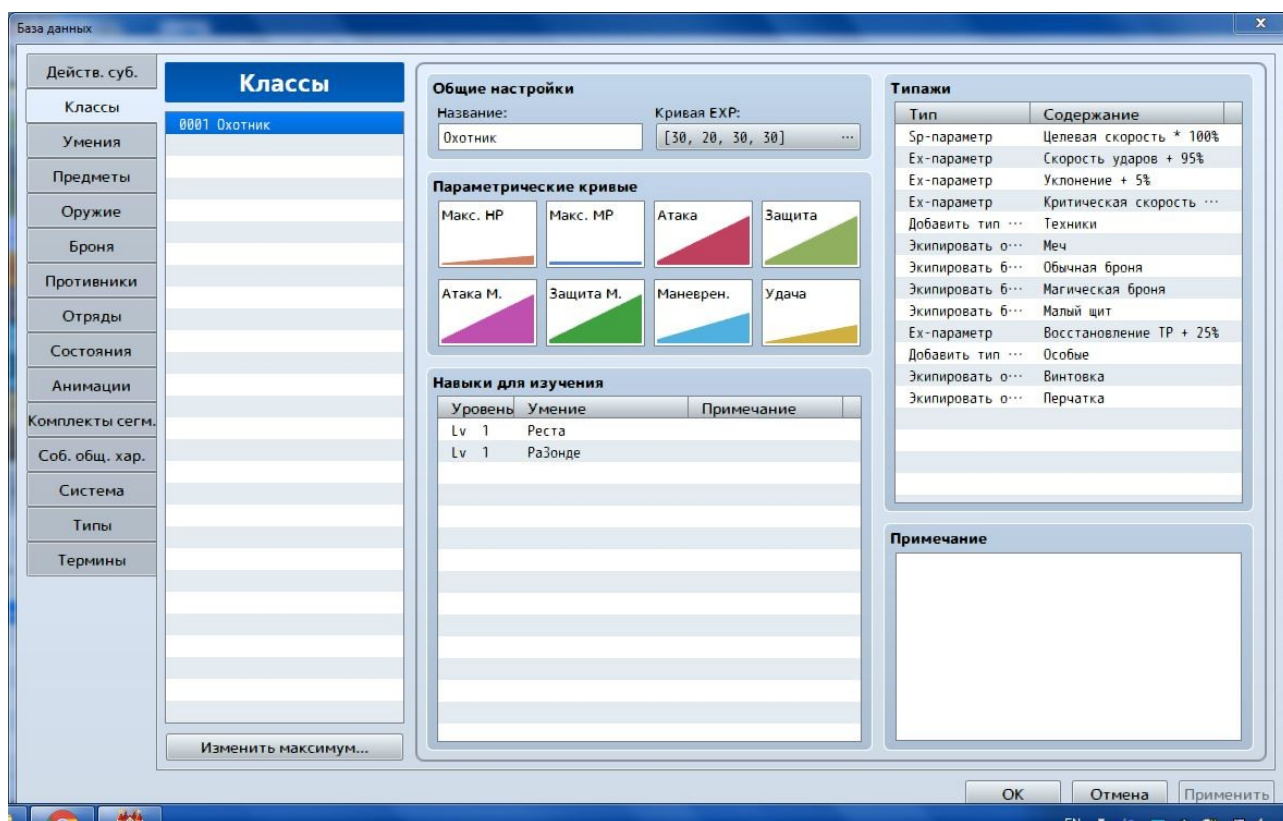 База данных
Действ. суб.
Классы
Умения
Предметы
Оружие
Броня
Противники
Отряды
Состояния
Анимации
Комплекты сегм.
Соб. общ. хар.
Система
Типы
Термины
Классы
0001 Охотник
Изменить максимум...
Общие настройки
Название: Кривая EXP:
Охотник [30, 20, 30, 30] ...
Параметрические кривые
Макс. HP Макс. MP Атака Защита
Атака М. Защита М. Маневрен. Удача
Навыки для изучения
Уровень Умение Примечание
Lv 1 Реста
Lv 1 РаЗонде
Типажи
Тип Содержание
Sp-параметр Целевая скорость * 100%
Ex-параметр Скорость ударов + 95%
Ex-параметр Уклонение + 5%
Ex-параметр Критическая скорость ...
Добавить тип ... Техники
Экипировать о... Меч
Экипировать б... Обычная броня
Экипировать б... Магическая броня
Экипировать б... Малый щит
Ex-параметр Восстановление TP + 25%
Добавить тип ... Особые
Экипировать о... Винтовка
Экипировать о... Перчатка
Примечание
OK Отмена Применить